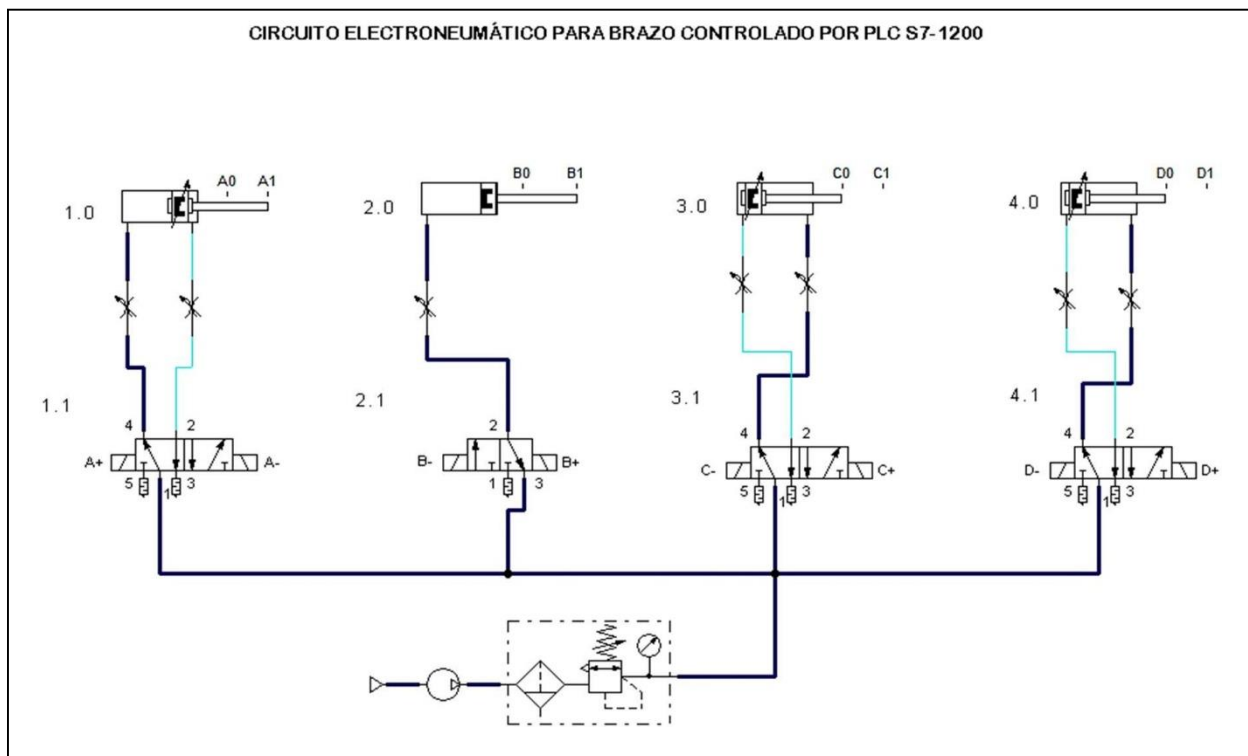 CIRCUITO ELECTRONEUMÁTICO PARA BRAZO CONTROLADO POR PLC S7-1200
A0 A1 B0 B1 C0 C1 D0 D1
1.0 2.0 3.0 4.0
1.1 2.1 3.1 4.1
4 2 2 4 2 4 2
A+ A- B- B+ C- C+ D- D+
5 1 3 1 3 5 1 3 5 1 3